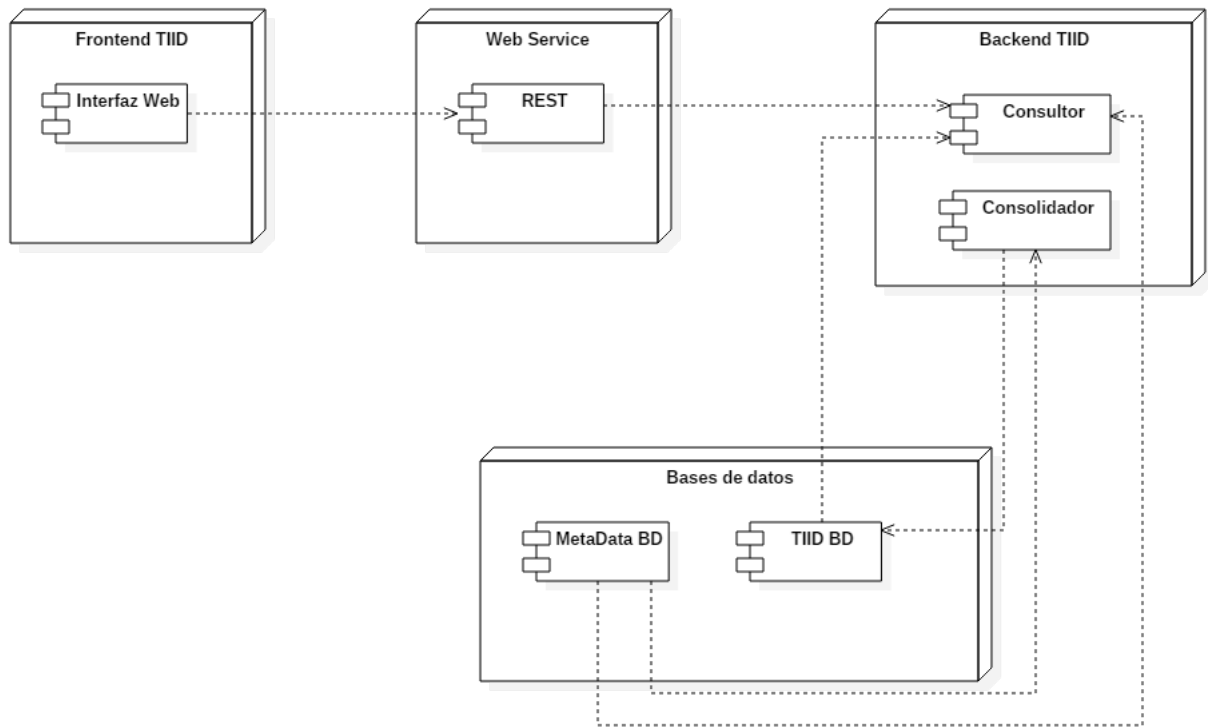 Frontend TIID
Interfaz Web
Web Service
REST
Backend TIID
Consultor
Consolidador
Bases de datos
MetaData BD
TIID BD